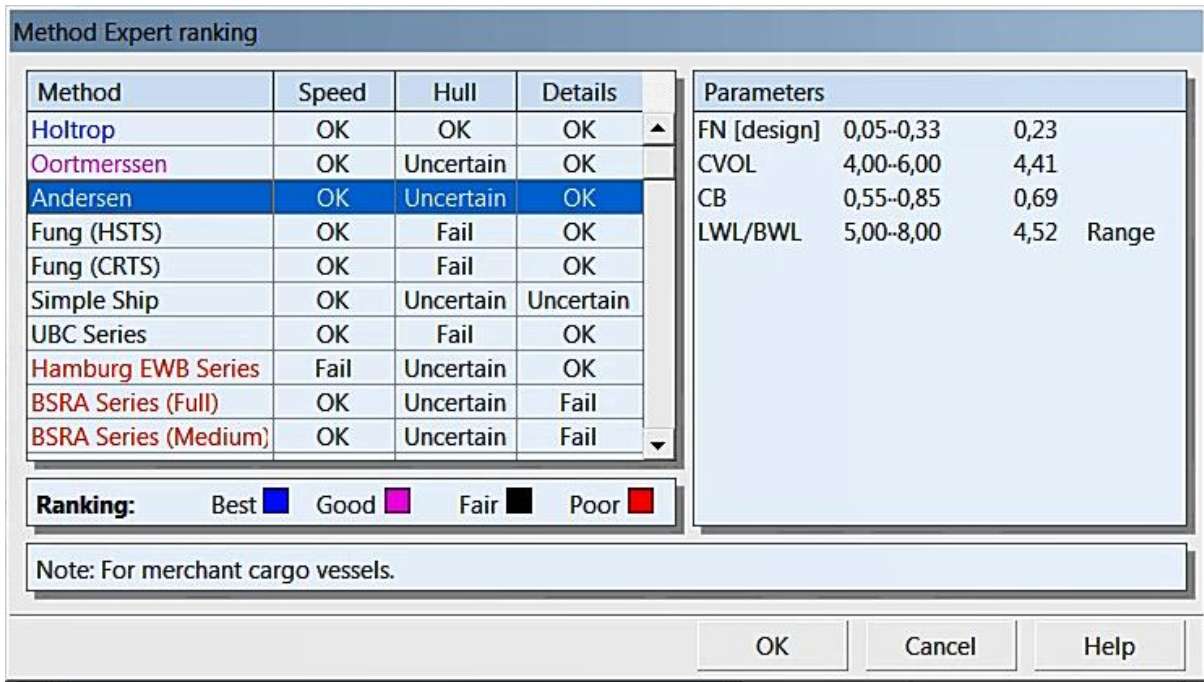 Method Expert ranking
Method Speed Hull Details
Holtrop OK OK OK
Oortmerssen OK Uncertain OK
Andersen OK Uncertain OK
Fung (HSTS) OK Fail OK
Fung (CRTS) OK Fail OK
Simple Ship OK Uncertain Uncertain
UBC Series OK Fail OK
Hamburg EWB Series Fail Uncertain OK
BSRA Series (Full) OK Uncertain Fail
BSRA Series (Medium) OK Uncertain Fail
Parameters
FN [design] 0,05--0,33 0,23
CVOL 4,00--6,00 4,41
CB 0,55--0,85 0,69
LWL/BWL 5,00--8,00 4,52 Range
Ranking: Best Good Fair Poor
Note: For merchant cargo vessels.
OK Cancel Help